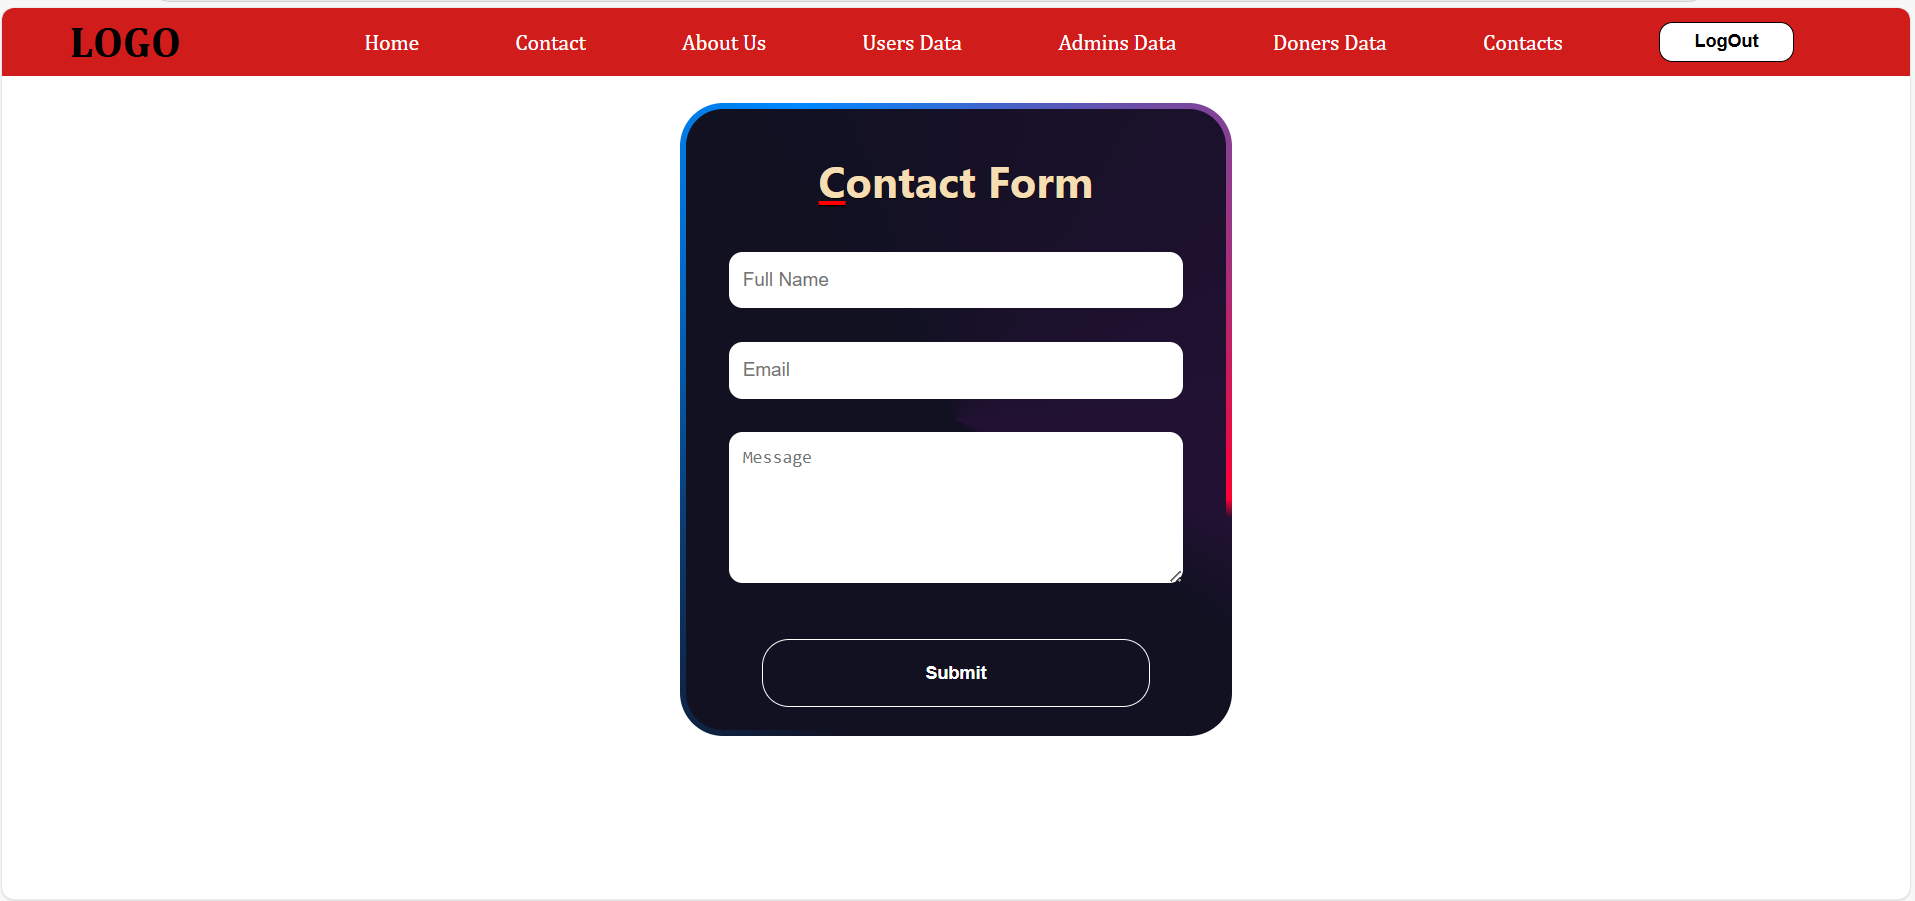 LOGO Home Contact About Us Users Data Admins Data Doners Data Contacts LogOut
Contact Form
Full Name
Email
Message
Submit